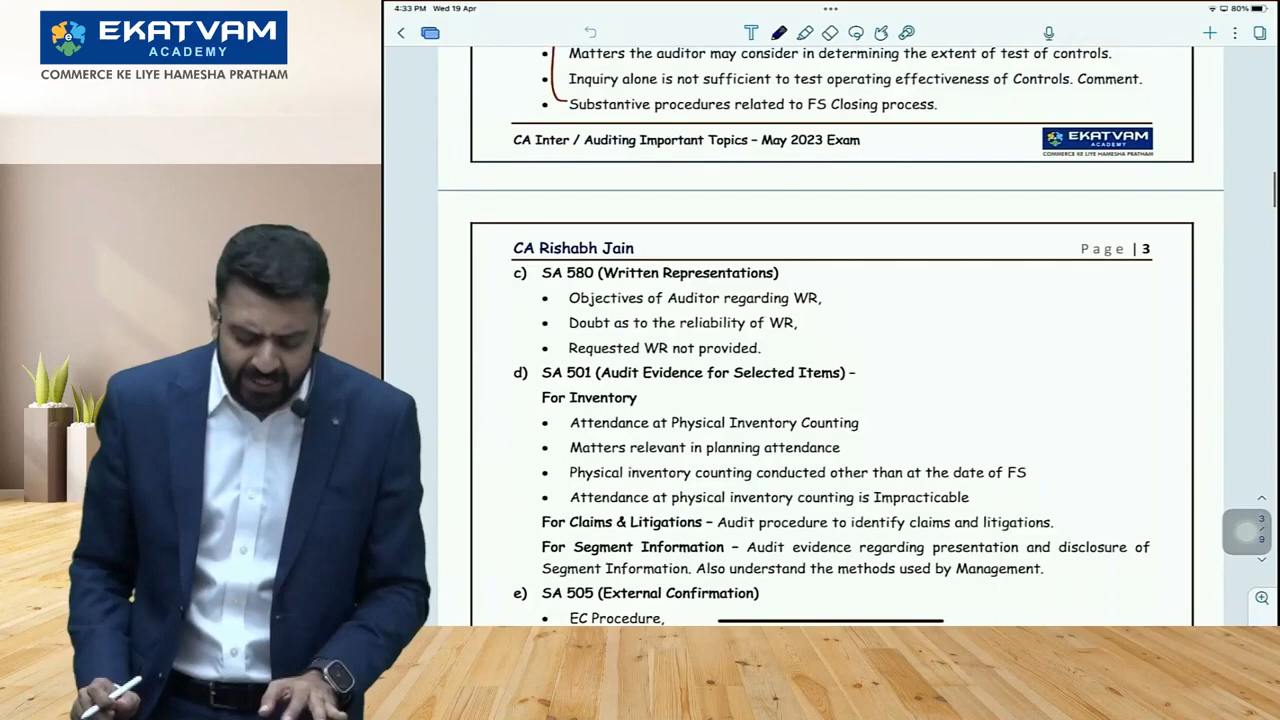 EKATVAM
ACADEMY
COMMERCE KE LIYE HAMESHA PRATHAM
4:33 PM Wed 19 Apr
80%
• Matters the auditor may consider in determining the extent of test of controls.
• Inquiry alone is not sufficient to test operating effectiveness of Controls. Comment.
• Substantive procedures related to FS Closing process.
CA Inter / Auditing Important Topics – May 2023 Exam
EKATVAM
ACADEMY
COMMERCE KE LIYE HAMESHA PRATHAM
CA Rishabh Jain
Page | 3
c) SA 580 (Written Representations)
• Objectives of Auditor regarding WR,
• Doubt as to the reliability of WR,
• Requested WR not provided.
d) SA 501 (Audit Evidence for Selected Items) –
For Inventory
• Attendance at Physical Inventory Counting
• Matters relevant in planning attendance
• Physical inventory counting conducted other than at the date of FS
• Attendance at physical inventory counting is Impracticable
For Claims & Litigations – Audit procedure to identify claims and litigations.
For Segment Information – Audit evidence regarding presentation and disclosure of
Segment Information. Also understand the methods used by Management.
e) SA 505 (External Confirmation)
• EC Procedure,
3
/
9